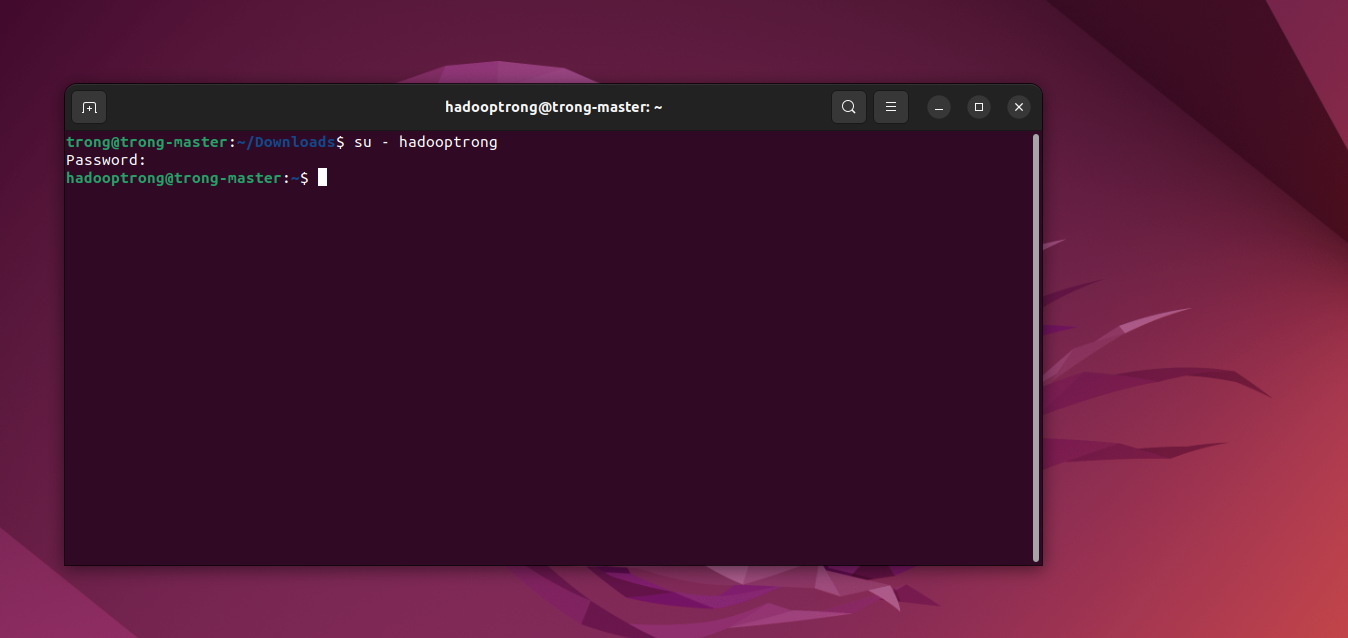 hadooptrong@trong-master: ~
trong@trong-master:~/Downloads$ su - hadooptrong
Password:
hadooptrong@trong-master:~$